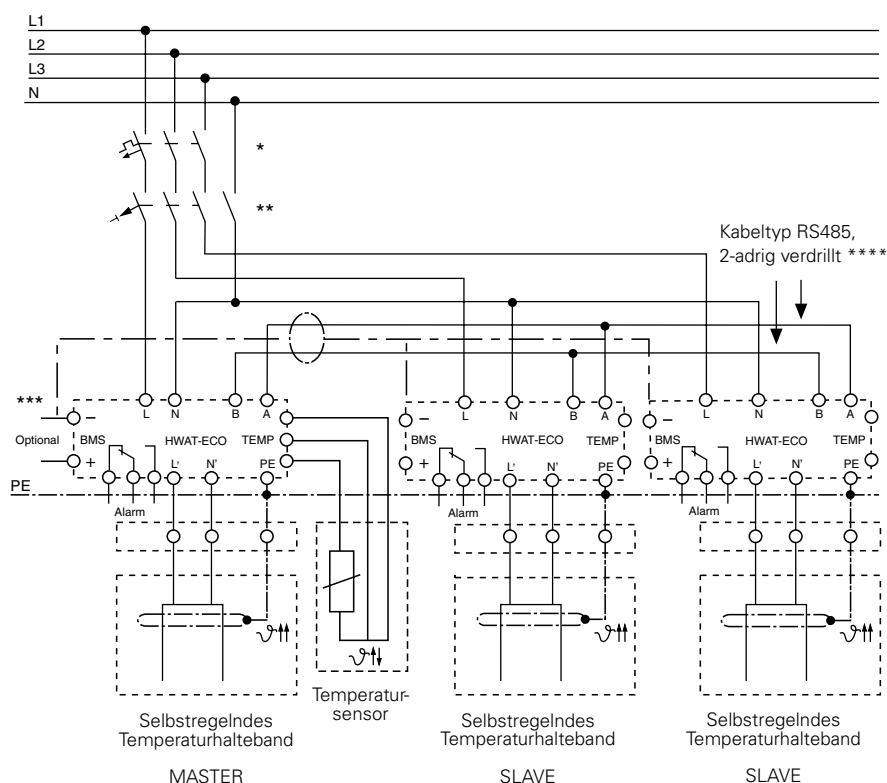 L1
L2
L3
N
*
**
Kabeltyp RS485,
2-adrig verdrillt ****
***
Optional
L N B A
− BMS HWAT-ECO TEMP
+ L' N' PE
L N B A
− BMS HWAT-ECO TEMP
+ L' N' PE
L N B A
− BMS HWAT-ECO TEMP
+ L' N' PE
PE
Alarm
Alarm
Alarm
Temperatur-
sensor
Selbstregelndes
Temperaturhalteband
Selbstregelndes
Temperaturhalteband
Selbstregelndes
Temperaturhalteband
MASTER
SLAVE
SLAVE